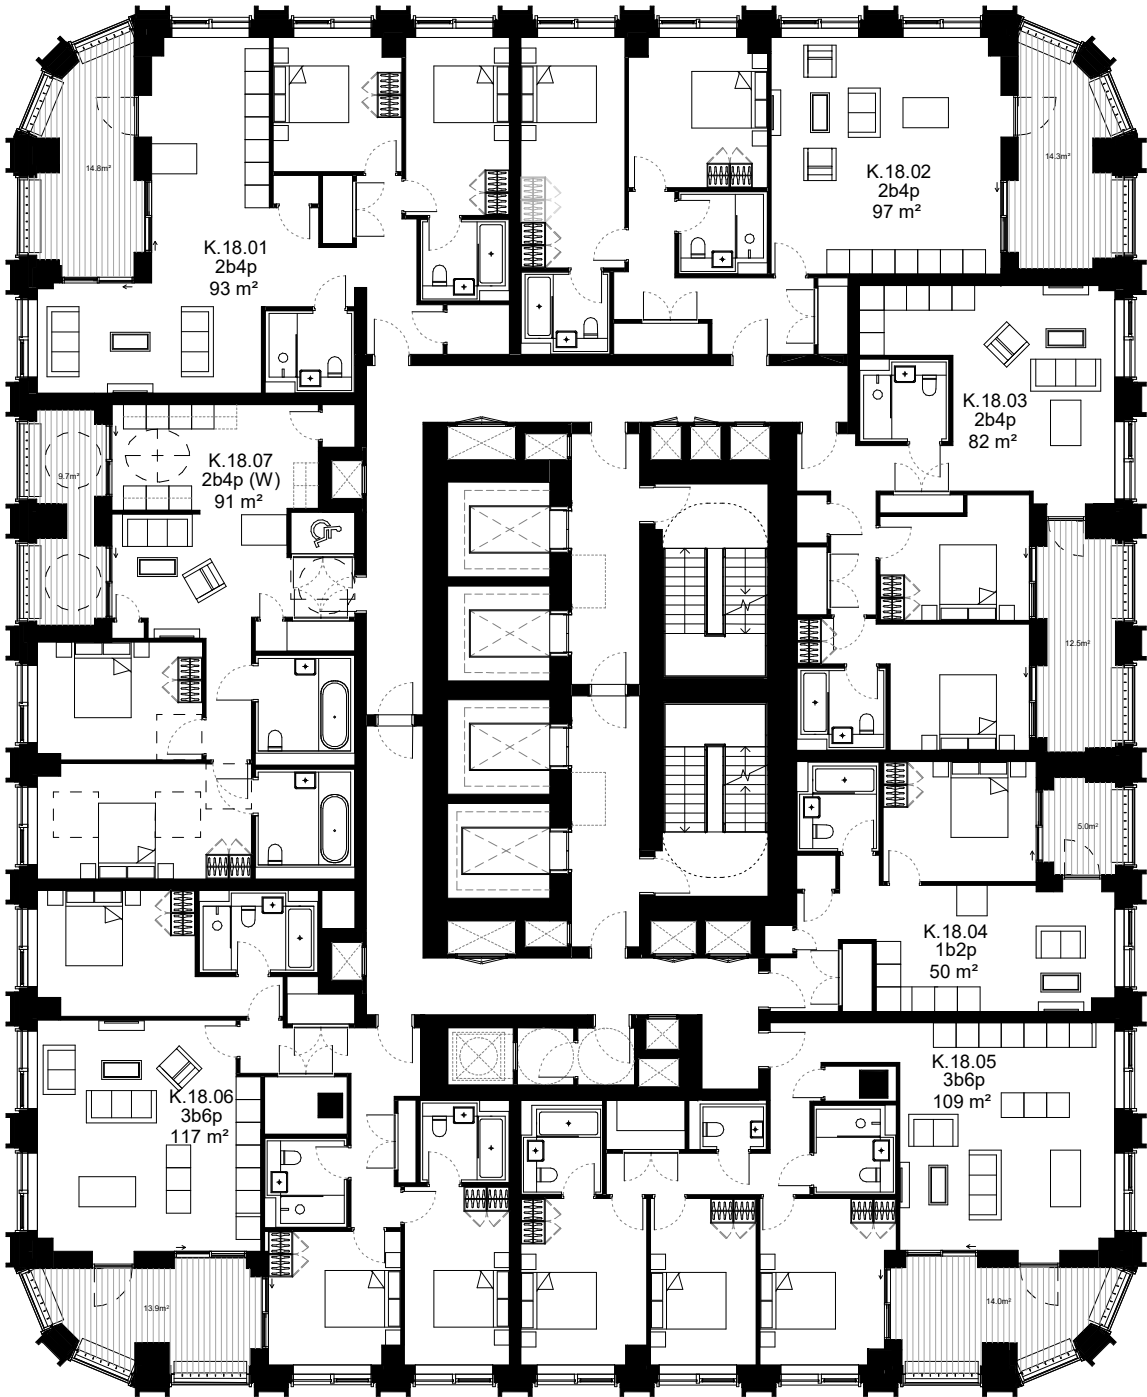 14.8m²
14.3m²
K.18.02
2b4p
97 m²
K.18.01
2b4p
93 m²
K.18.03
2b4p
82 m²
K.18.07
2b4p (W)
91 m²
9.7m²
12.5m²
5.0m²
K.18.04
1b2p
50 m²
K.18.05
3b6p
109 m²
K.18.06
3b6p
117 m²
13.9m²
14.0m²